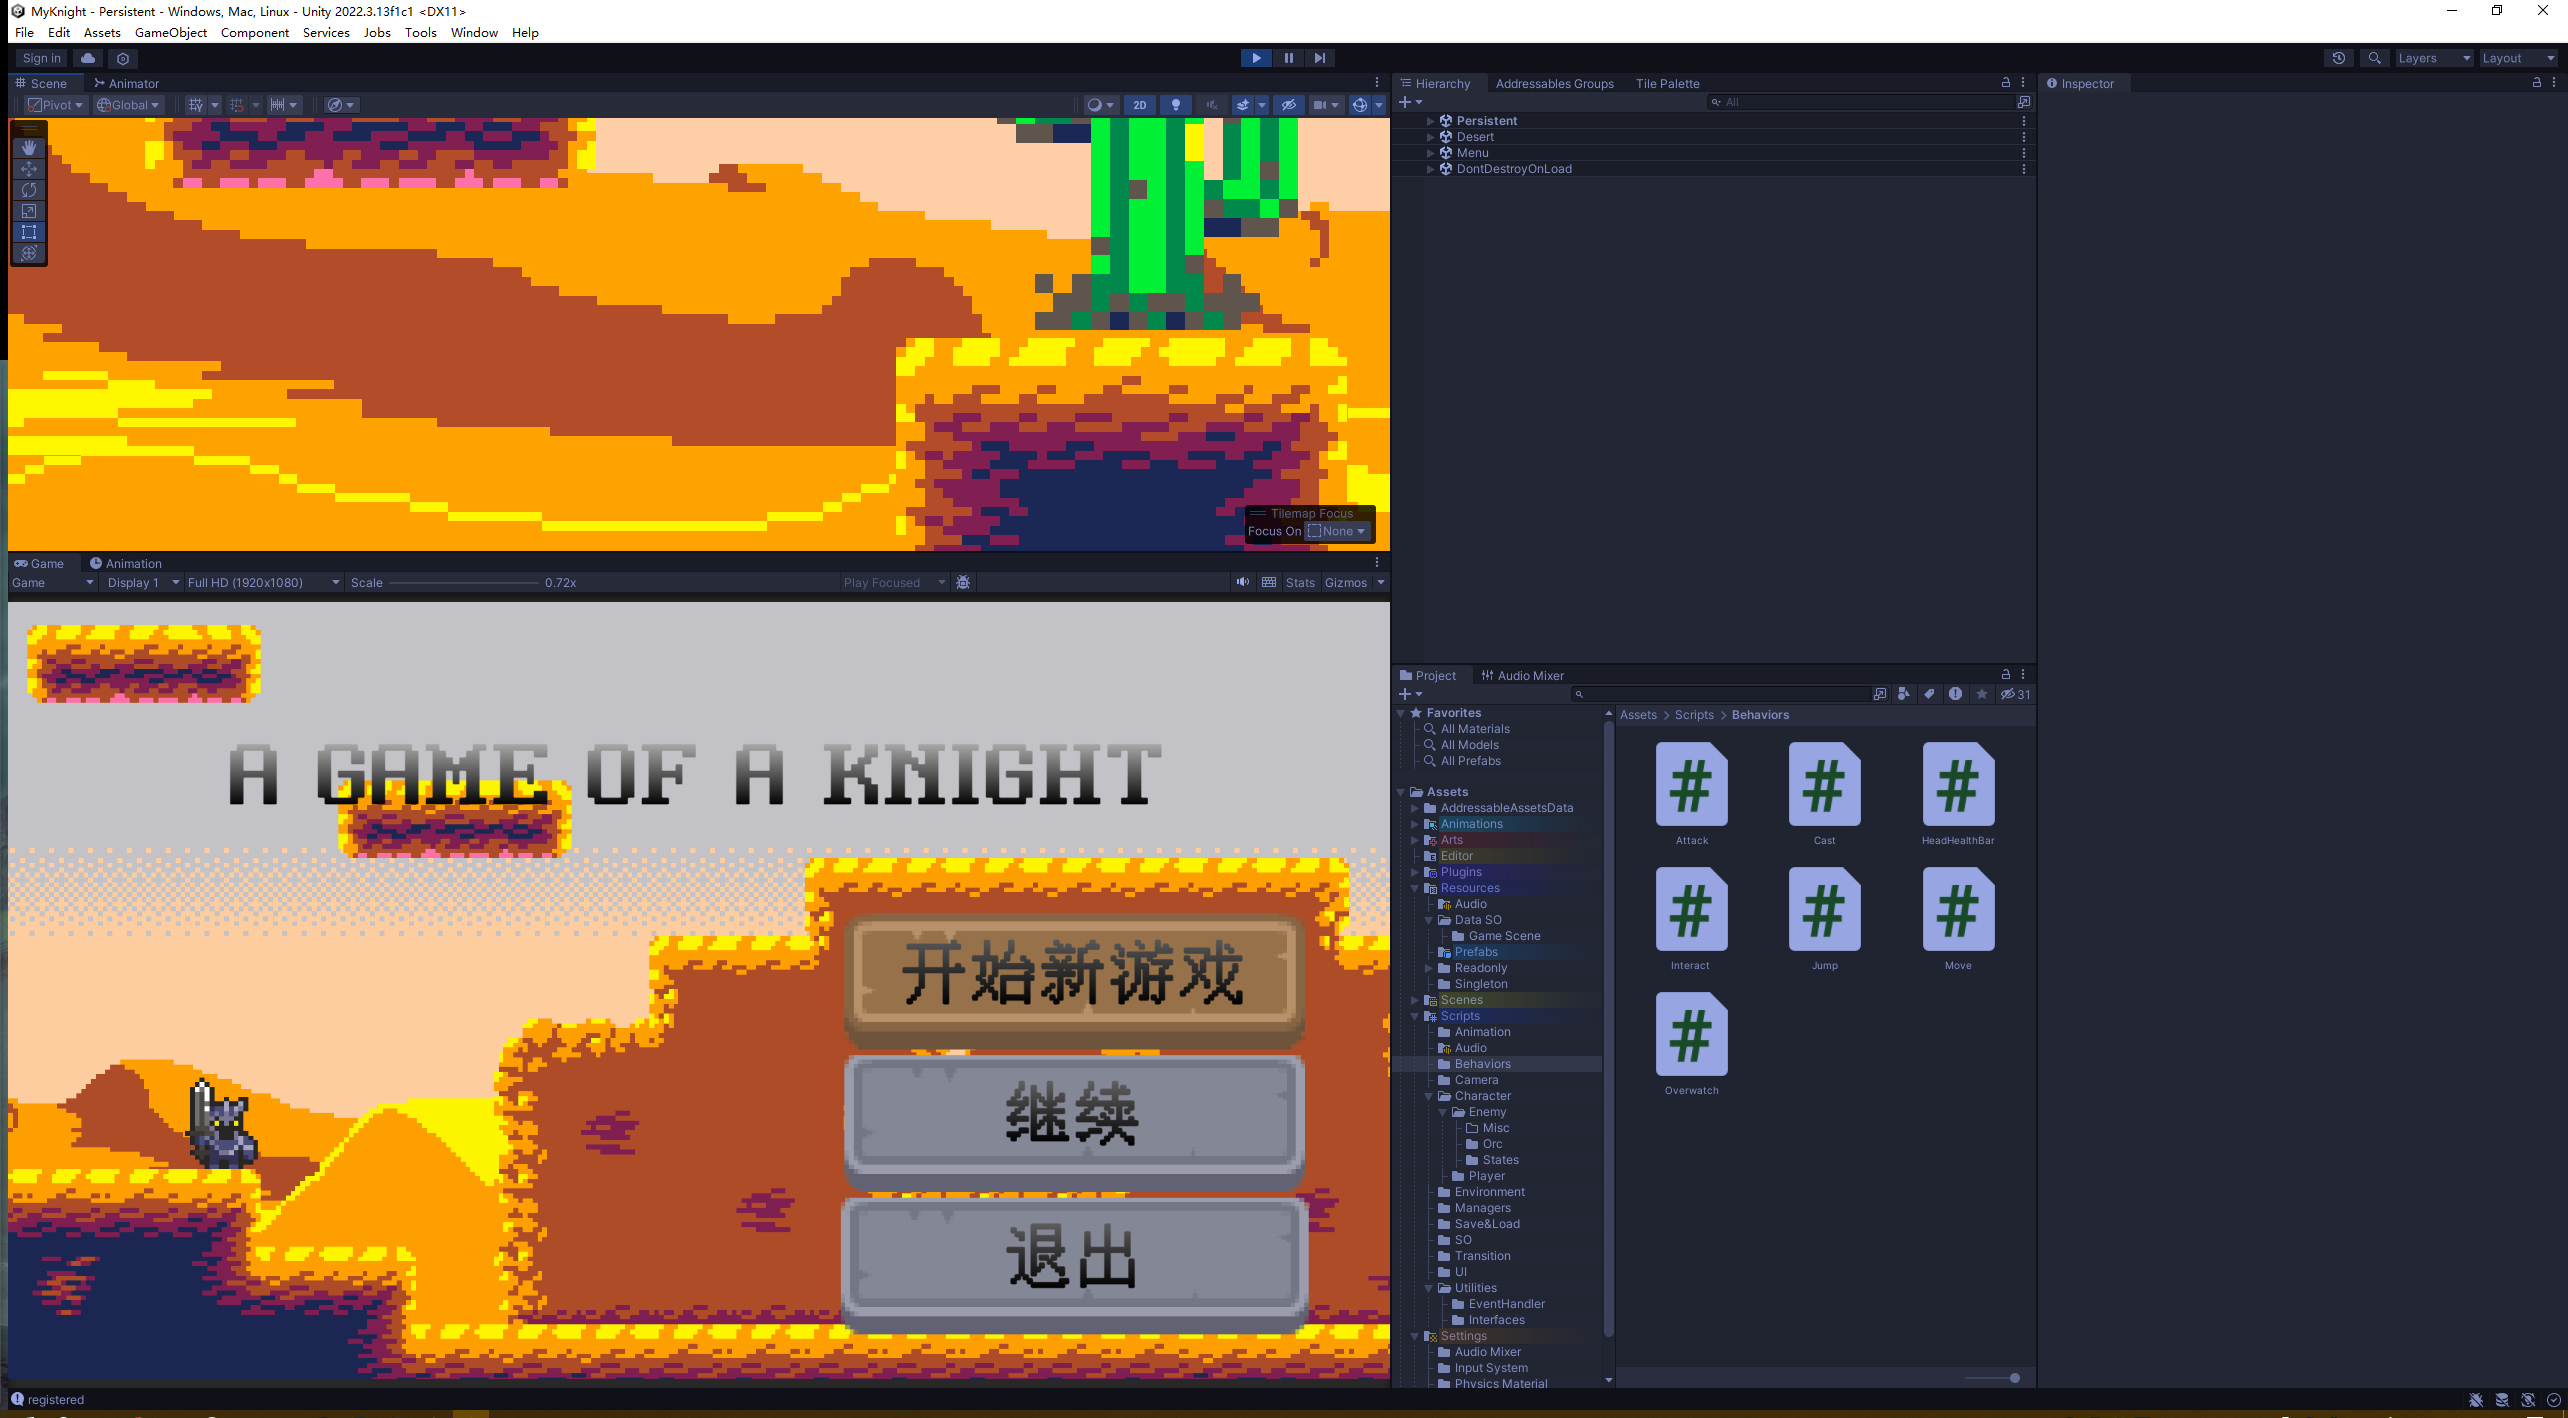 MyKnight - Persistent - Windows, Mac, Linux - Unity 2022.3.13f1c1 <DX11>
File Edit Assets GameObject Component Services Jobs Tools Window Help
Sign in
Layers Layout
Scene Animator
Pivot Global
2D
Tilemap Focus
Focus On None
Game Animation
Game Display 1 Full HD (1920x1080) Scale 0.72x Play Focused Stats Gizmos
A GAME OF A KNIGHT
开始新游戏
继续
退出
registered
Hierarchy Addressables Groups Tile Palette
All
Persistent
Desert
Menu
DontDestroyOnLoad
Project Audio Mixer
31
Favorites
All Materials
All Models
All Prefabs
Assets
AddressableAssetsData
Animations
Arts
Editor
Plugins
Resources
Audio
Data SO
Game Scene
Prefabs
Readonly
Singleton
Scenes
Scripts
Animation
Audio
Behaviors
Camera
Character
Enemy
Misc
Orc
States
Player
Environment
Managers
Save&Load
SO
Transition
UI
Utilities
EventHandler
Interfaces
Settings
Audio Mixer
Input System
Physics Material
Assets > Scripts > Behaviors
# # #
Attack Cast HeadHealthBar
# # #
Interact Jump Move
#
Overwatch
Inspector